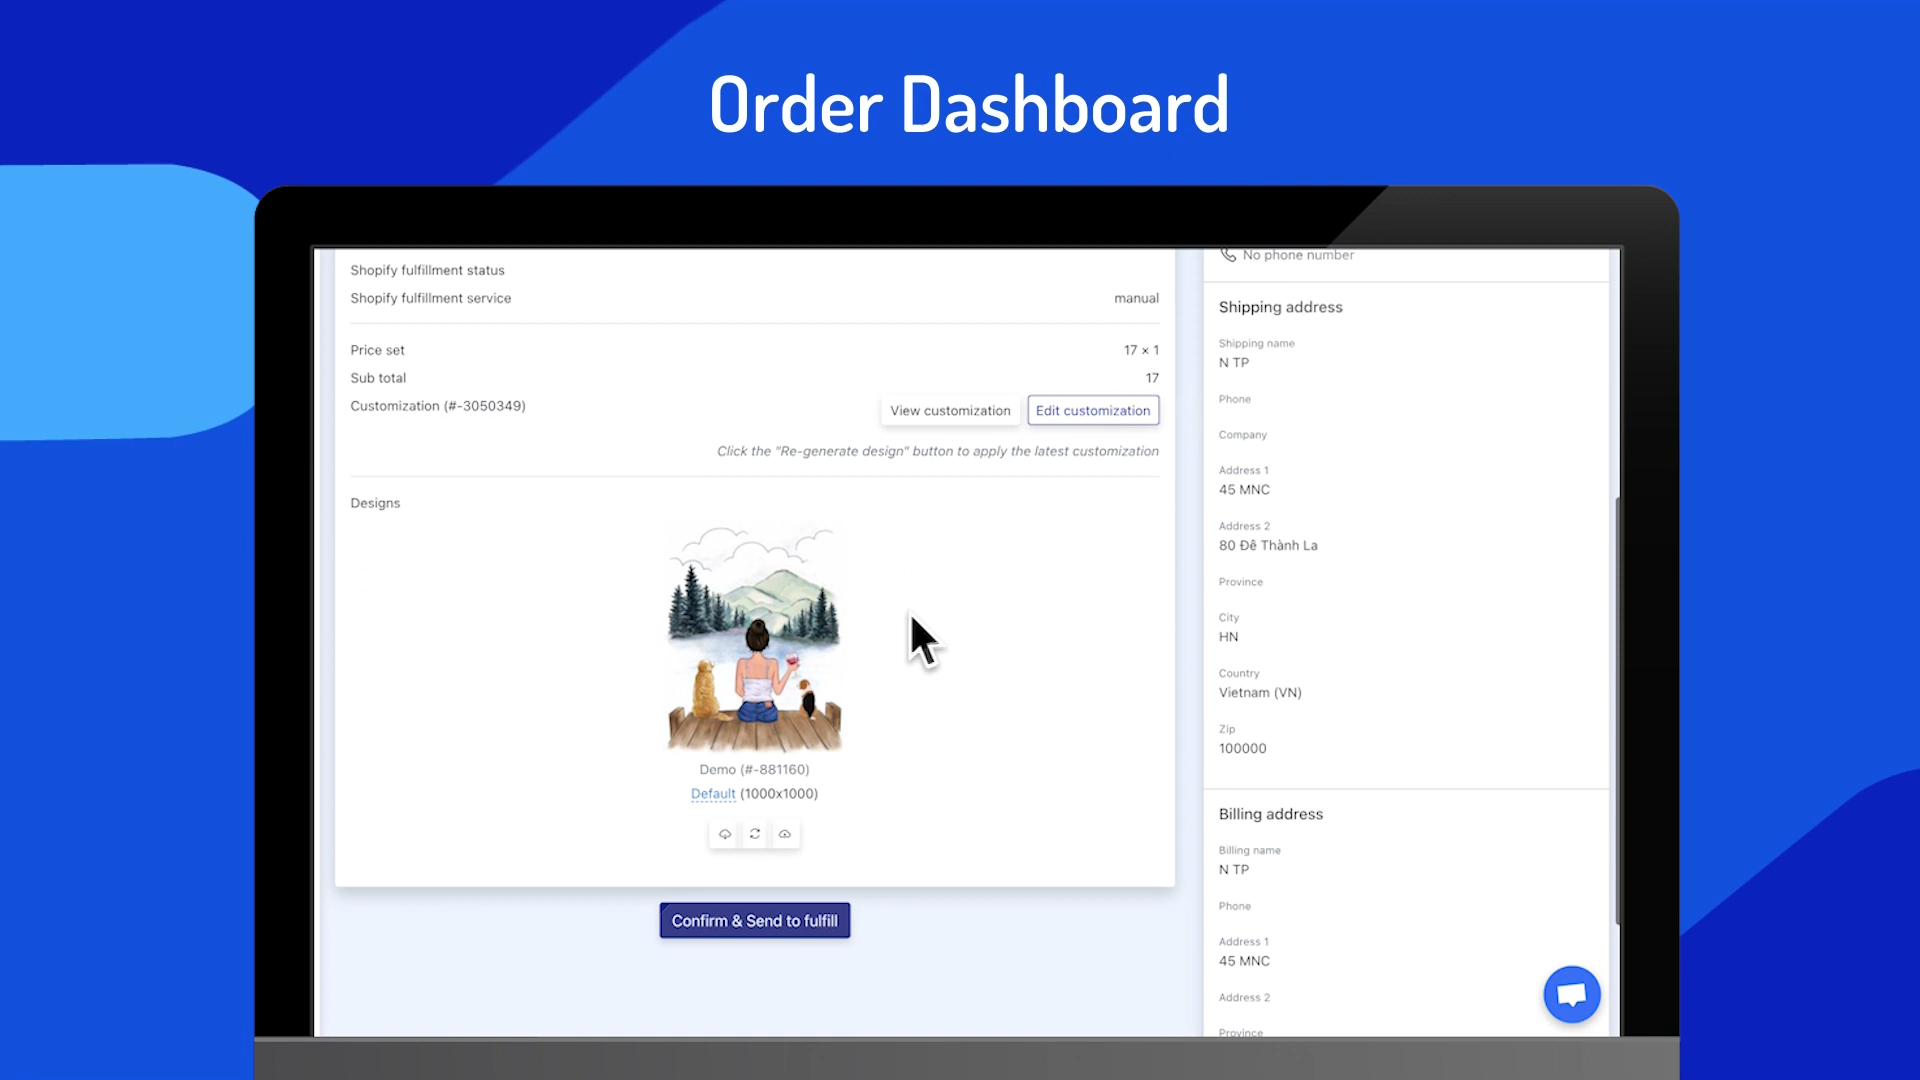 Order Dashboard
Shopify fulfillment status
Shopify fulfillment service
manual
Price set
17 × 1
Sub total
17
Customization (#-3050349)
View customization
Edit customization
Click the "Re-generate design" button to apply the latest customization
Designs
Demo (#-881160)
Default (1000x1000)
Confirm & Send to fulfill
No phone number
Shipping address
Shipping name
N TP
Phone
Company
Address 1
45 MNC
Address 2
80 Đê Thành La
Province
City
HN
Country
Vietnam (VN)
Zip
100000
Billing address
Billing name
N TP
Phone
Address 1
45 MNC
Address 2
Province